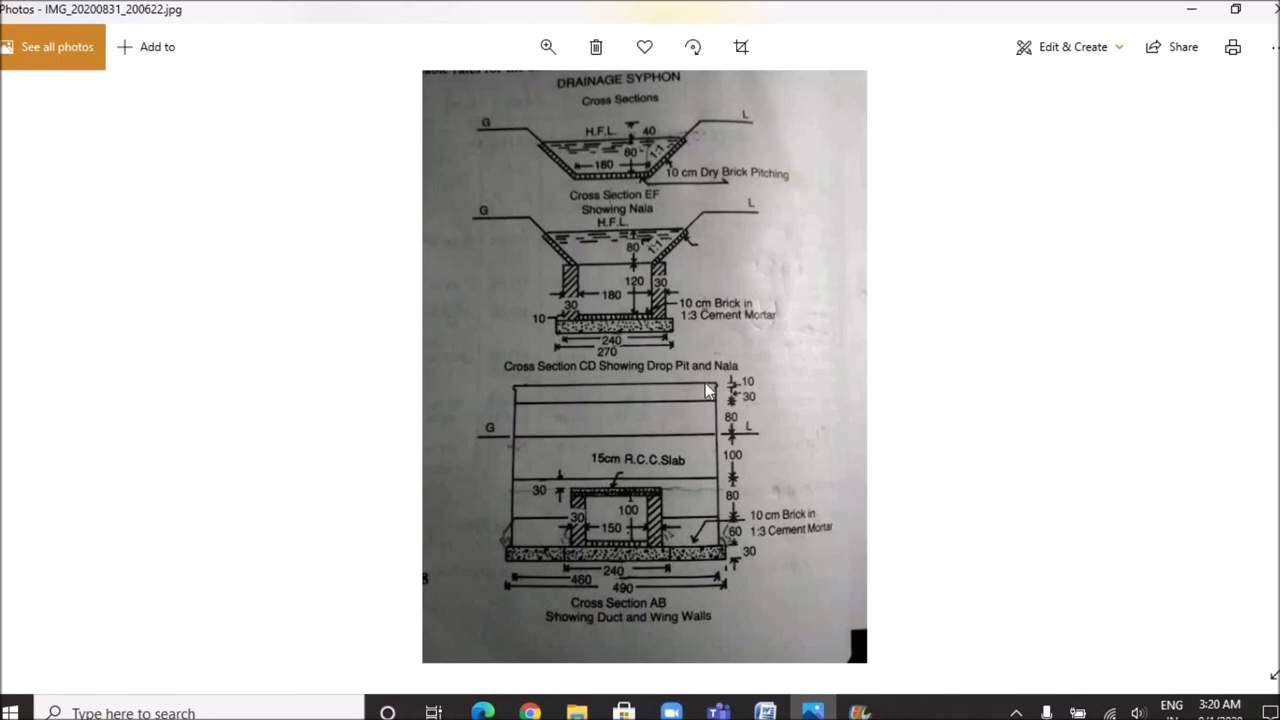 Photos - IMG_20200831_200622.jpg
See all photos
Add to
Edit & Create
Share
DRAINAGE SYPHON
Cross Sections
G
L
H.F.L.
40
80
1:1
180
10 cm Dry Brick Pitching
Cross Section EF
Showing Nala
G
L
H.F.L.
80
1:1
120
30
180
30
10 cm Brick in
1:3 Cement Mortar
10
240
270
Cross Section CD Showing Drop Pit and Nala
10
30
80
G
L
15cm R.C.C.Slab
100
30
80
100
30
150
10 cm Brick in
1:3 Cement Mortar
60
30
240
460
490
Cross Section AB
Showing Duct and Wing Walls
Type here to search
ENG
IN
3:20 AM